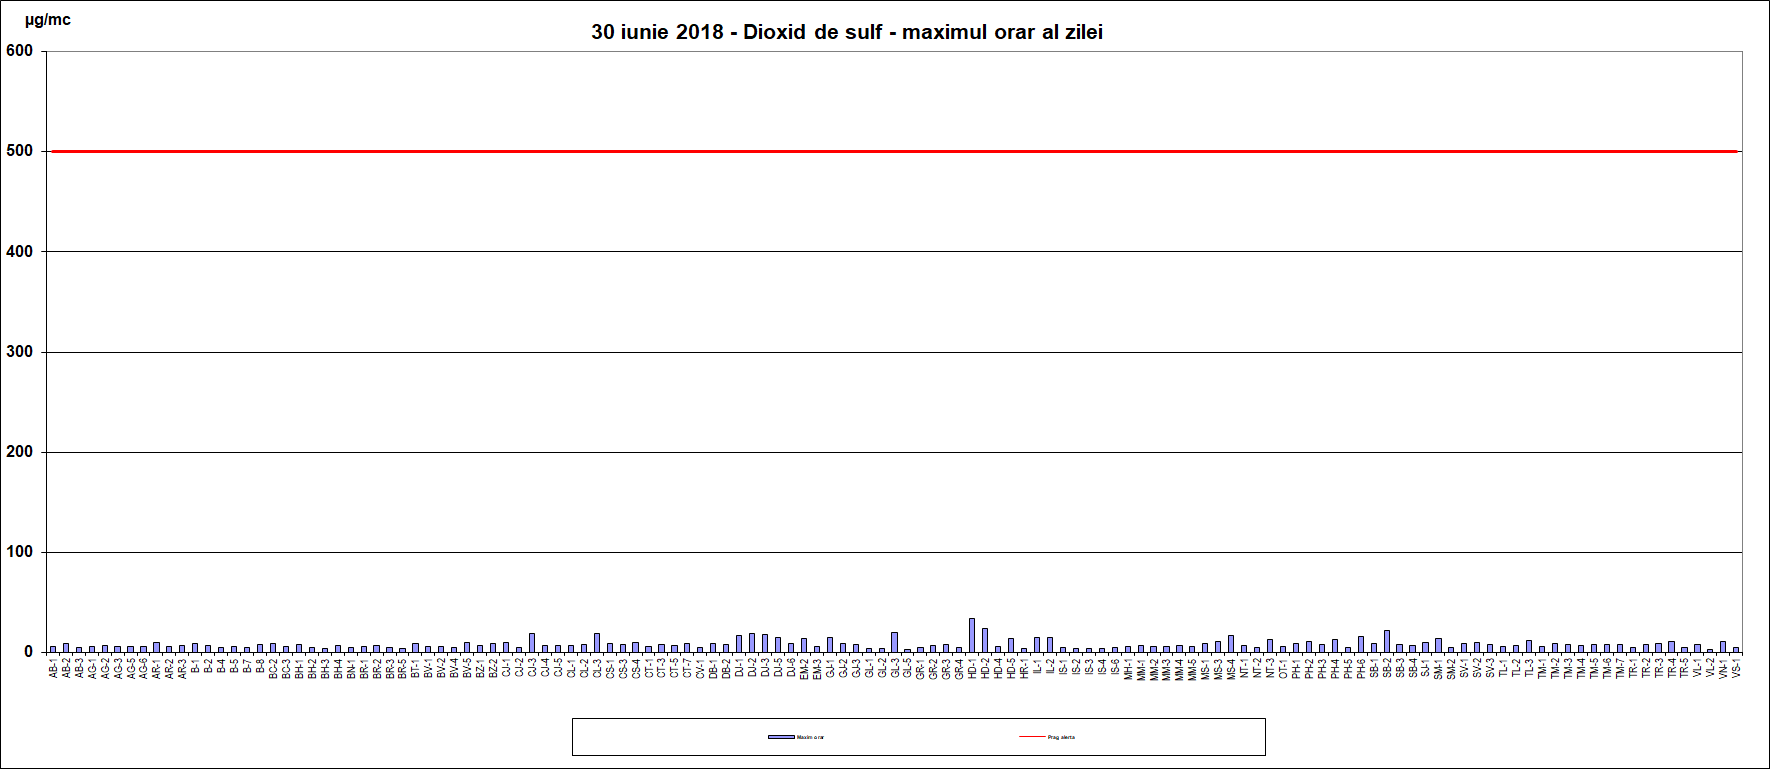 µg/mc
30 iunie 2018 - Dioxid de sulf - maximul orar al zilei
600
500
400
300
200
100
0
AB-1 AB-2 AB-3 AG-1 AG-2 AG-3 AG-5 AG-6 AR-1 AR-2 AR-3 B-1 B-2 B-4 B-5 B-7 B-8 BC-2 BC-3 BH-1 BH-2 BH-3 BH-4 BN-1 BR-1 BR-2 BR-3 BR-5 BT-1 BV-1 BV-2 BV-4 BV-5 BZ-1 BZ-2 CJ-1 CJ-2 CJ-3 CJ-4 CJ-5 CL-1 CL-2 CL-3 CS-1 CS-3 CS-4 CT-1 CT-3 CT-5 CT-7 CV-1 DB-1 DB-2 DJ-1 DJ-2 DJ-3 DJ-5 DJ-6 EM-2 EM-3 GJ-1 GJ-2 GJ-3 GL-1 GL-2 GL-3 GL-5 GR-1 GR-2 GR-3 GR-4 HD-1 HD-2 HD-4 HD-5 HR-1 IL-1 IL-2 IS-1 IS-2 IS-3 IS-4 IS-6 MH-1 MM-1 MM-2 MM-3 MM-4 MM-5 MS-1 MS-3 MS-4 NT-1 NT-2 NT-3 OT-1 PH-1 PH-2 PH-3 PH-4 PH-5 PH-6 SB-1 SB-2 SB-3 SB-4 SJ-1 SM-1 SM-2 SV-1 SV-2 SV-3 TL-1 TL-2 TL-3 TM-1 TM-2 TM-3 TM-4 TM-5 TM-6 TM-7 TR-1 TR-2 TR-3 TR-4 TR-5 VL-1 VL-2 VN-1 VS-1
Maxim orar
Prag alerta